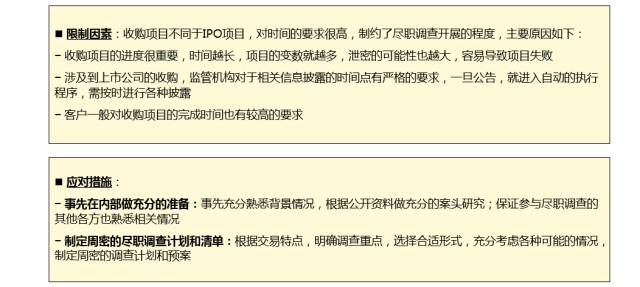 ■ 限制因素：收购项目不同于IPO项目，对时间的要求很高，制约了尽职调查开展的程度，主要原因如下：
− 收购项目的进度很重要，时间越长，项目的变数就越多，泄密的可能性也越大，容易导致项目失败
− 涉及到上市公司的收购，监管机构对于相关信息披露的时间点有严格的要求，一旦公告，就进入自动的执行
程序，需按时进行各种披露
− 客户一般对收购项目的完成时间也有较高的要求
■ 应对措施：
− 事先在内部做充分的准备：事先充分熟悉背景情况，根据公开资料做充分的案头研究；保证参与尽职调查的
其他各方也熟悉相关情况
− 制定周密的尽职调查计划和清单：根据交易特点，明确调查重点，选择合适形式，充分考虑各种可能的情况，
制定周密的调查计划和预案